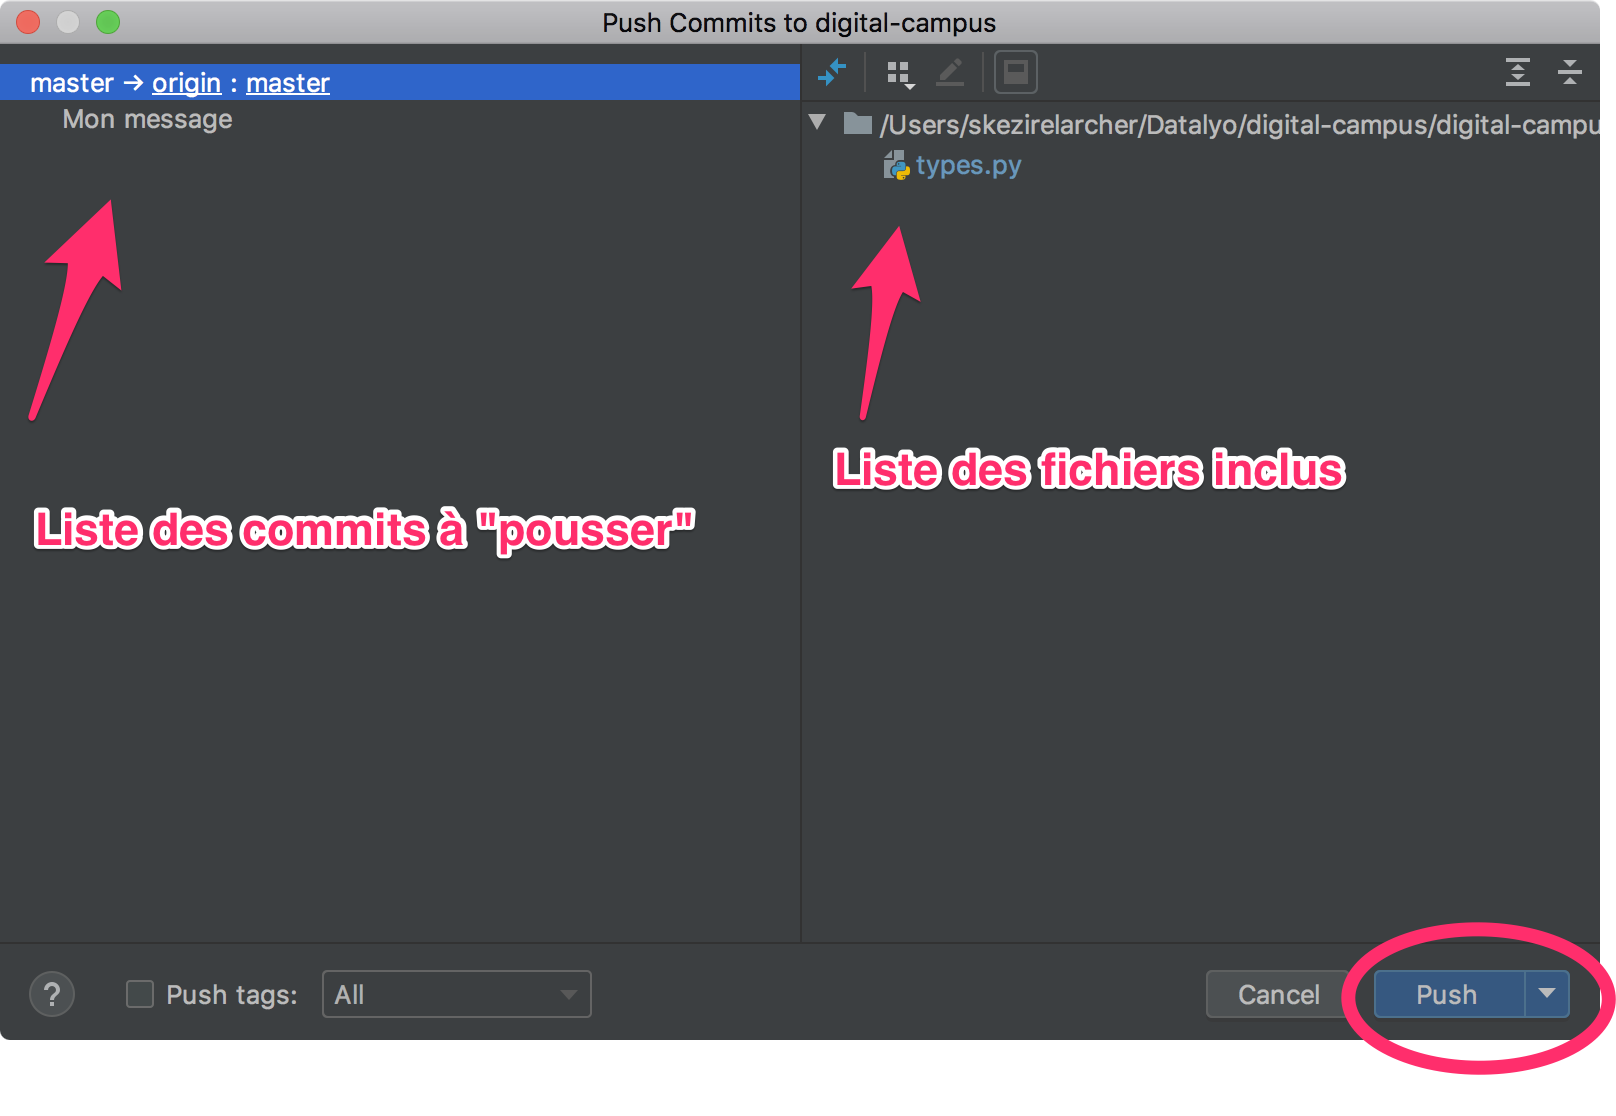 Push Commits to digital-campus
master → origin : master
Mon message
/Users/skezirelarcher/Datalyo/digital-campus/digital-campu
types.py
Liste des fichiers inclus
Liste des commits à "pousser"
?
Push tags:
All
Cancel
Push